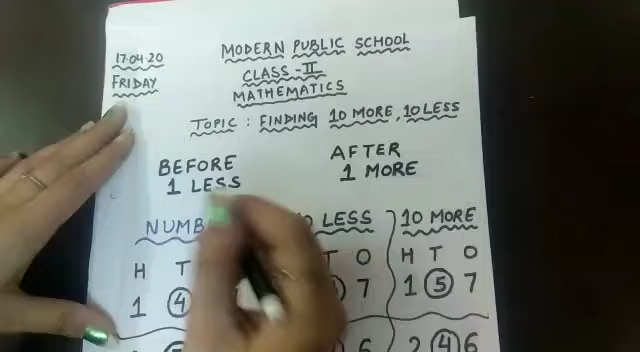 17.04.20
FRIDAY
MODERN PUBLIC SCHOOL
CLASS-II
MATHEMATICS
TOPIC : FINDING 10 MORE, 10 LESS
BEFORE AFTER
1 LESS 1 MORE
LESS 10 MORE
H T T O H T O
1 4 7 1 5 7
6 2 4 6